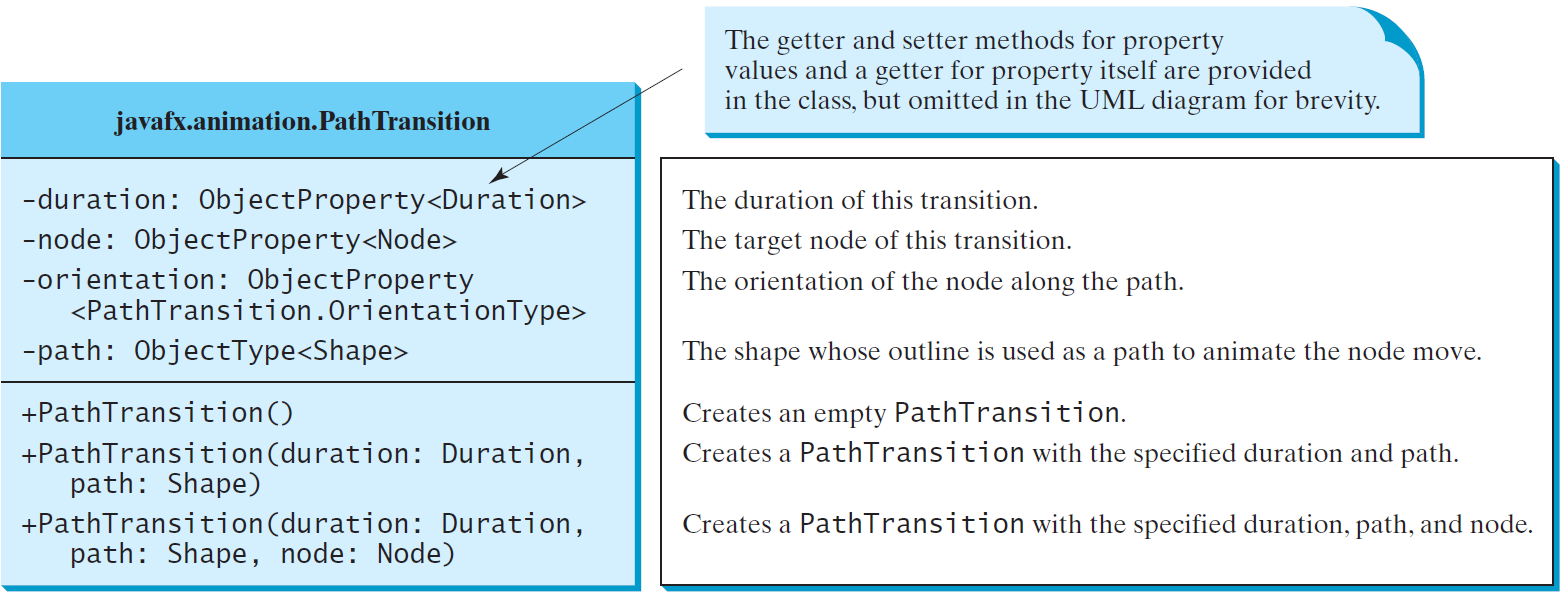 The getter and setter methods for property
values and a getter for property itself are provided
in the class, but omitted in the UML diagram for brevity.
javafx.animation.PathTransition
-duration: ObjectProperty<Duration>
-node: ObjectProperty<Node>
-orientation: ObjectProperty
<PathTransition.OrientationType>
-path: ObjectType<Shape>
+PathTransition()
+PathTransition(duration: Duration,
path: Shape)
+PathTransition(duration: Duration,
path: Shape, node: Node)
The duration of this transition.
The target node of this transition.
The orientation of the node along the path.
The shape whose outline is used as a path to animate the node move.
Creates an empty PathTransition.
Creates a PathTransition with the specified duration and path.
Creates a PathTransition with the specified duration, path, and node.